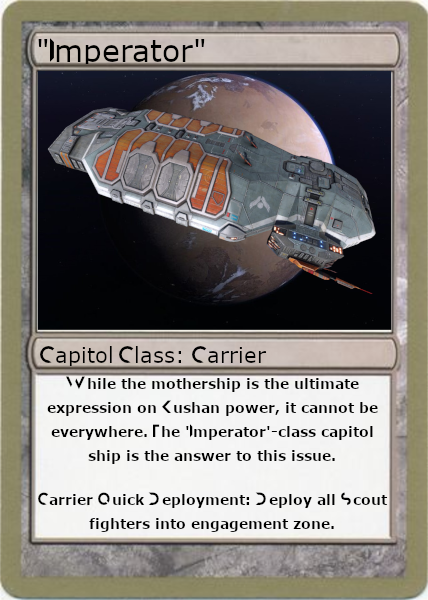 "Imperator"
Capitol Class: Carrier
While the mothership is the ultimate
expression on Kushan power, it cannot be
everywhere. The 'Imperator'-class capitol
ship is the answer to this issue.
Carrier Quick Deployment: Deploy all Scout
fighters into engagement zone.